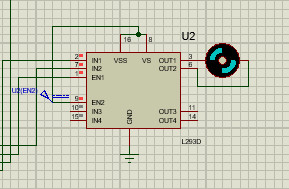 U2
16
8
2
7
1
IN1
IN2
EN1
VSS
VS
OUT1
OUT2
3
6
U2(EN2)
9
10
15
EN2
IN3
IN4
GND
OUT3
OUT4
11
14
L293D